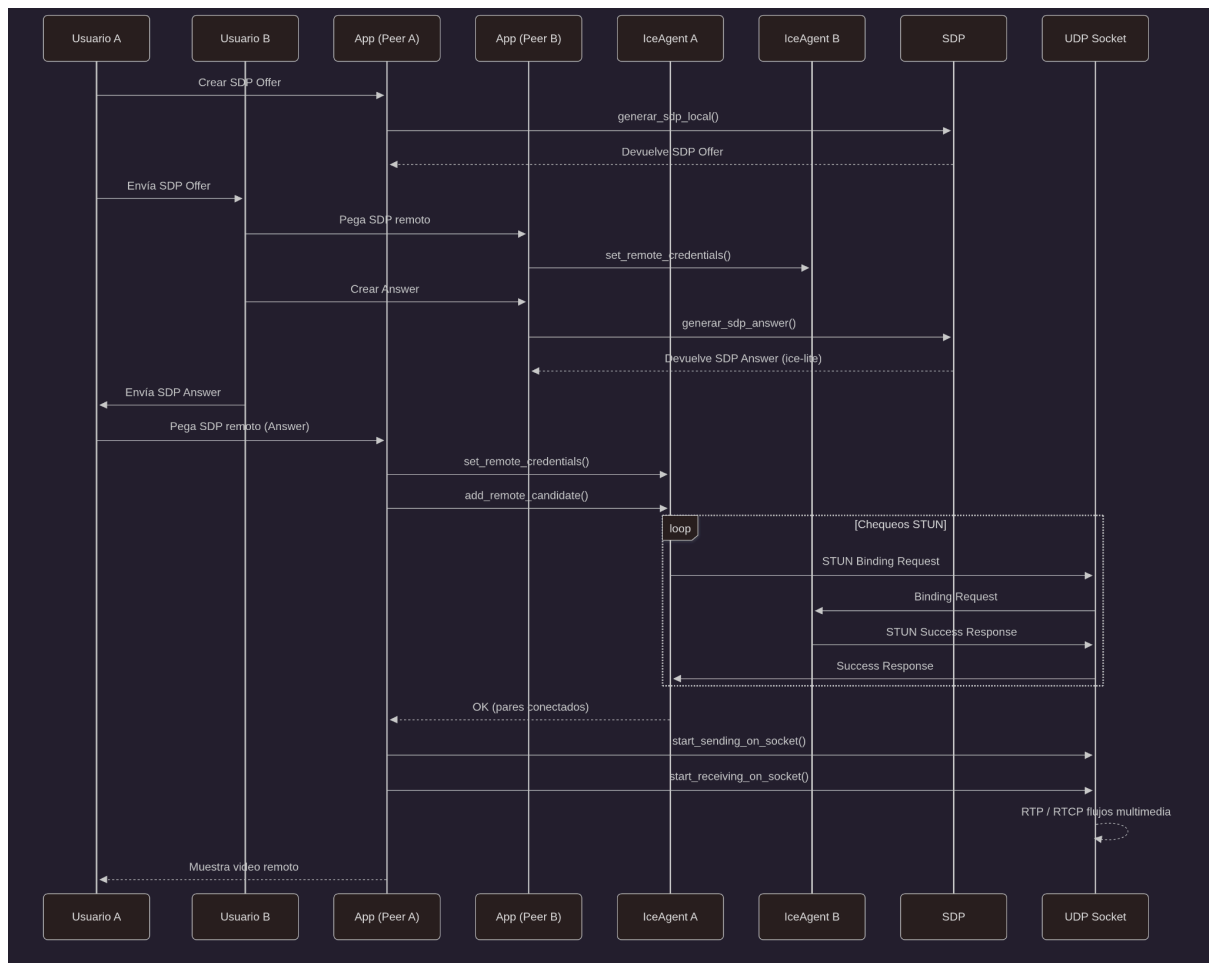 Usuario A
Usuario B
App (Peer A)
App (Peer B)
IceAgent A
IceAgent B
SDP
UDP Socket
Crear SDP Offer
generar_sdp_local()
Devuelve SDP Offer
Envía SDP Offer
Pega SDP remoto
set_remote_credentials()
Crear Answer
generar_sdp_answer()
Devuelve SDP Answer (ice-lite)
Envía SDP Answer
Pega SDP remoto (Answer)
set_remote_credentials()
add_remote_candidate()
loop
[Chequeos STUN]
STUN Binding Request
Binding Request
STUN Success Response
Success Response
OK (pares conectados)
start_sending_on_socket()
start_receiving_on_socket()
RTP / RTCP flujos multimedia
Muestra video remoto
Usuario A
Usuario B
App (Peer A)
App (Peer B)
IceAgent A
IceAgent B
SDP
UDP Socket